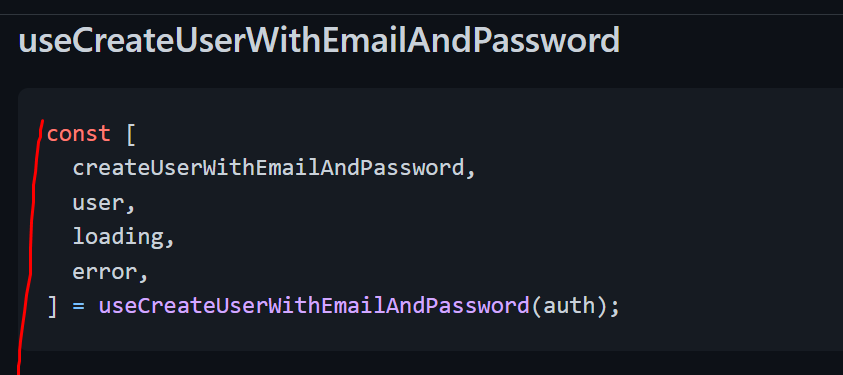 useCreateUserWithEmailAndPassword
const [
createUserWithEmailAndPassword,
user,
loading,
error,
] = useCreateUserWithEmailAndPassword(auth);